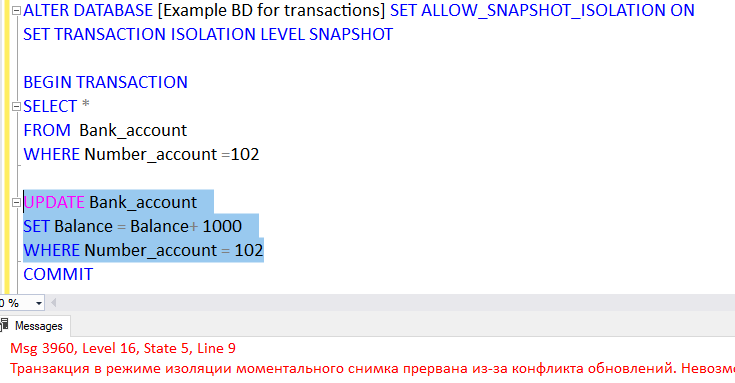 ALTER DATABASE [Example BD for transactions] SET ALLOW_SNAPSHOT_ISOLATION ON
SET TRANSACTION ISOLATION LEVEL SNAPSHOT
BEGIN TRANSACTION
SELECT *
FROM Bank_account
WHERE Number_account =102
UPDATE Bank_account
SET Balance = Balance+ 1000
WHERE Number_account = 102
COMMIT
0 %
Messages
Msg 3960, Level 16, State 5, Line 9
Транзакция в режиме изоляции моментального снимка прервана из-за конфликта обновлений.